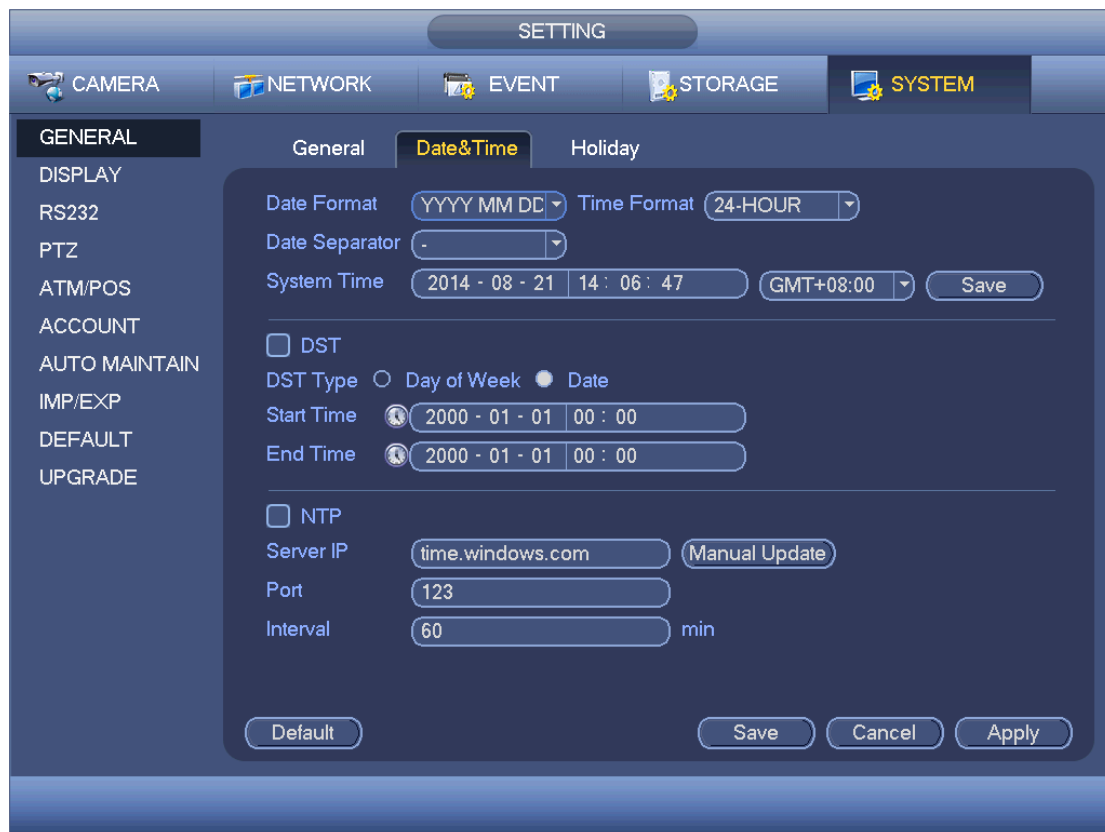 SETTING
CAMERA NETWORK EVENT STORAGE SYSTEM
GENERAL
DISPLAY
RS232
PTZ
ATM/POS
ACCOUNT
AUTO MAINTAIN
IMP/EXP
DEFAULT
UPGRADE
General Date&Time Holiday
Date Format YYYY MM DD Time Format 24-HOUR
Date Separator -
System Time 2014 - 08 - 21 14 : 06 : 47 GMT+08:00 Save
DST
DST Type Day of Week Date
Start Time 2000 - 01 - 01 00 : 00
End Time 2000 - 01 - 01 00 : 00
NTP
Server IP time.windows.com Manual Update
Port 123
Interval 60 min
Default Save Cancel Apply